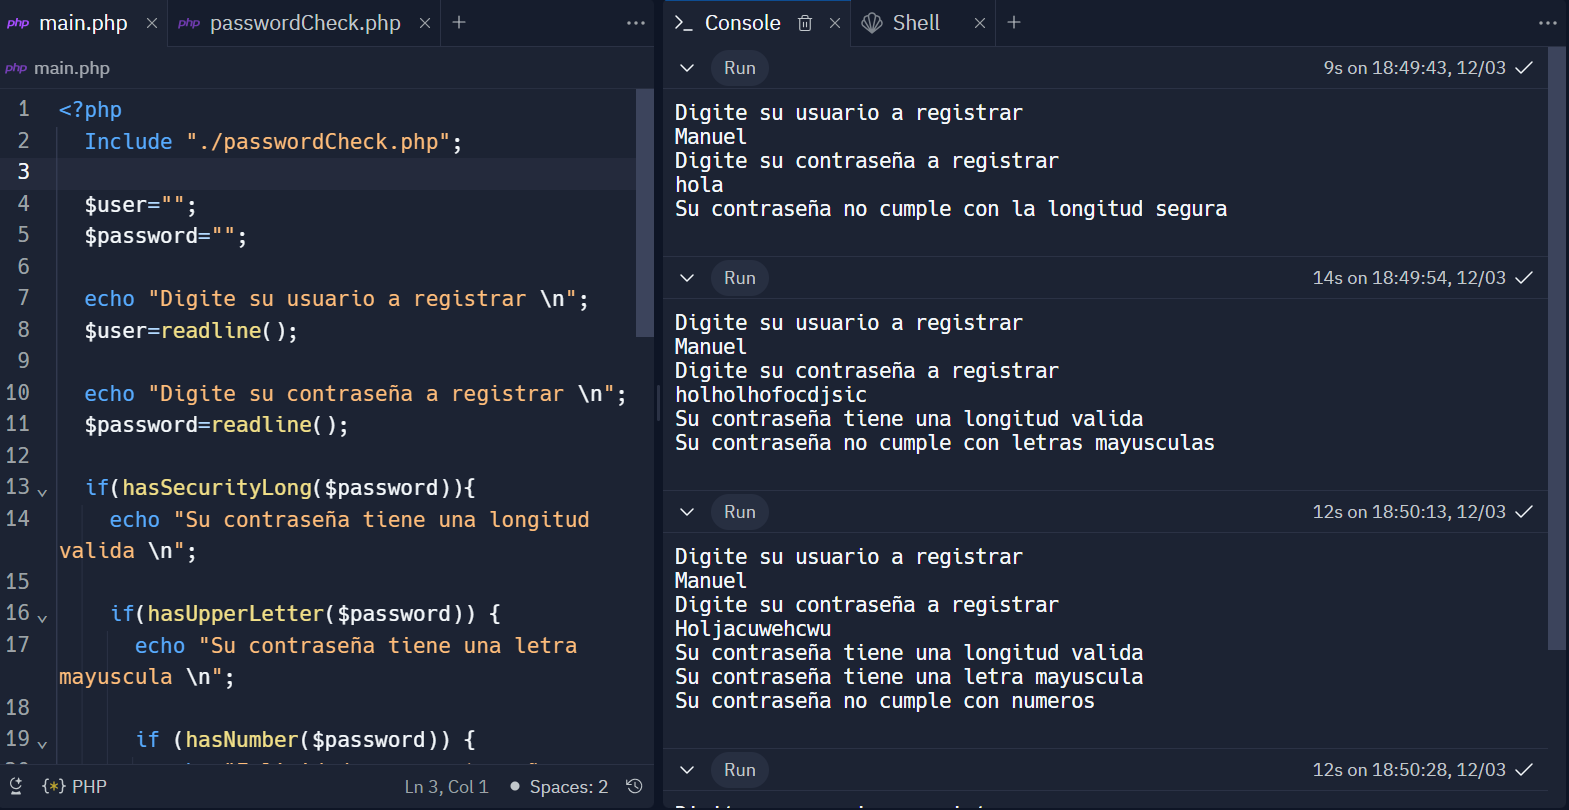 php main.php
php passwordCheck.php
php main.php
1 <?php
2 Include "./passwordCheck.php";
3
4 $user="";
5 $password="";
6
7 echo "Digite su usuario a registrar \n";
8 $user=readline();
9
10 echo "Digite su contraseña a registrar \n";
11 $password=readline();
12
13 if(hasSecurityLong($password)){
14 echo "Su contraseña tiene una longitud
valida \n";
15
16 if(hasUpperLetter($password)) {
17 echo "Su contraseña tiene una letra
mayuscula \n";
18
19 if (hasNumber($password)) {
PHP
Ln 3, Col 1
Spaces: 2
Console
Shell
Run
9s on 18:49:43, 12/03
Digite su usuario a registrar
Manuel
Digite su contraseña a registrar
hola
Su contraseña no cumple con la longitud segura
Run
14s on 18:49:54, 12/03
Digite su usuario a registrar
Manuel
Digite su contraseña a registrar
holholhofocdjsic
Su contraseña tiene una longitud valida
Su contraseña no cumple con letras mayusculas
Run
12s on 18:50:13, 12/03
Digite su usuario a registrar
Manuel
Digite su contraseña a registrar
Holjacuwehcwu
Su contraseña tiene una longitud valida
Su contraseña tiene una letra mayuscula
Su contraseña no cumple con numeros
Run
12s on 18:50:28, 12/03